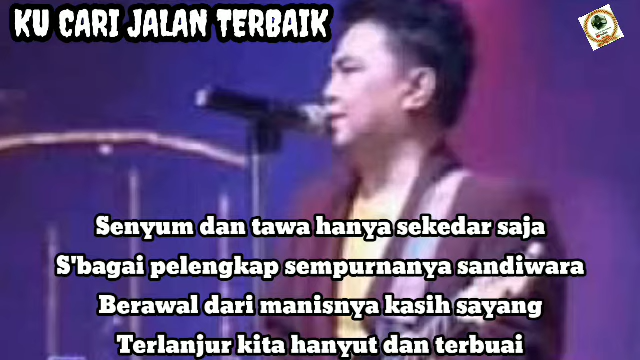 KU CARI JALAN TERBAIK
Senyum dan tawa hanya sekedar saja
S'bagai pelengkap sempurnanya sandiwara
Berawal dari manisnya kasih sayang
Terlanjur kita hanyut dan terbuai